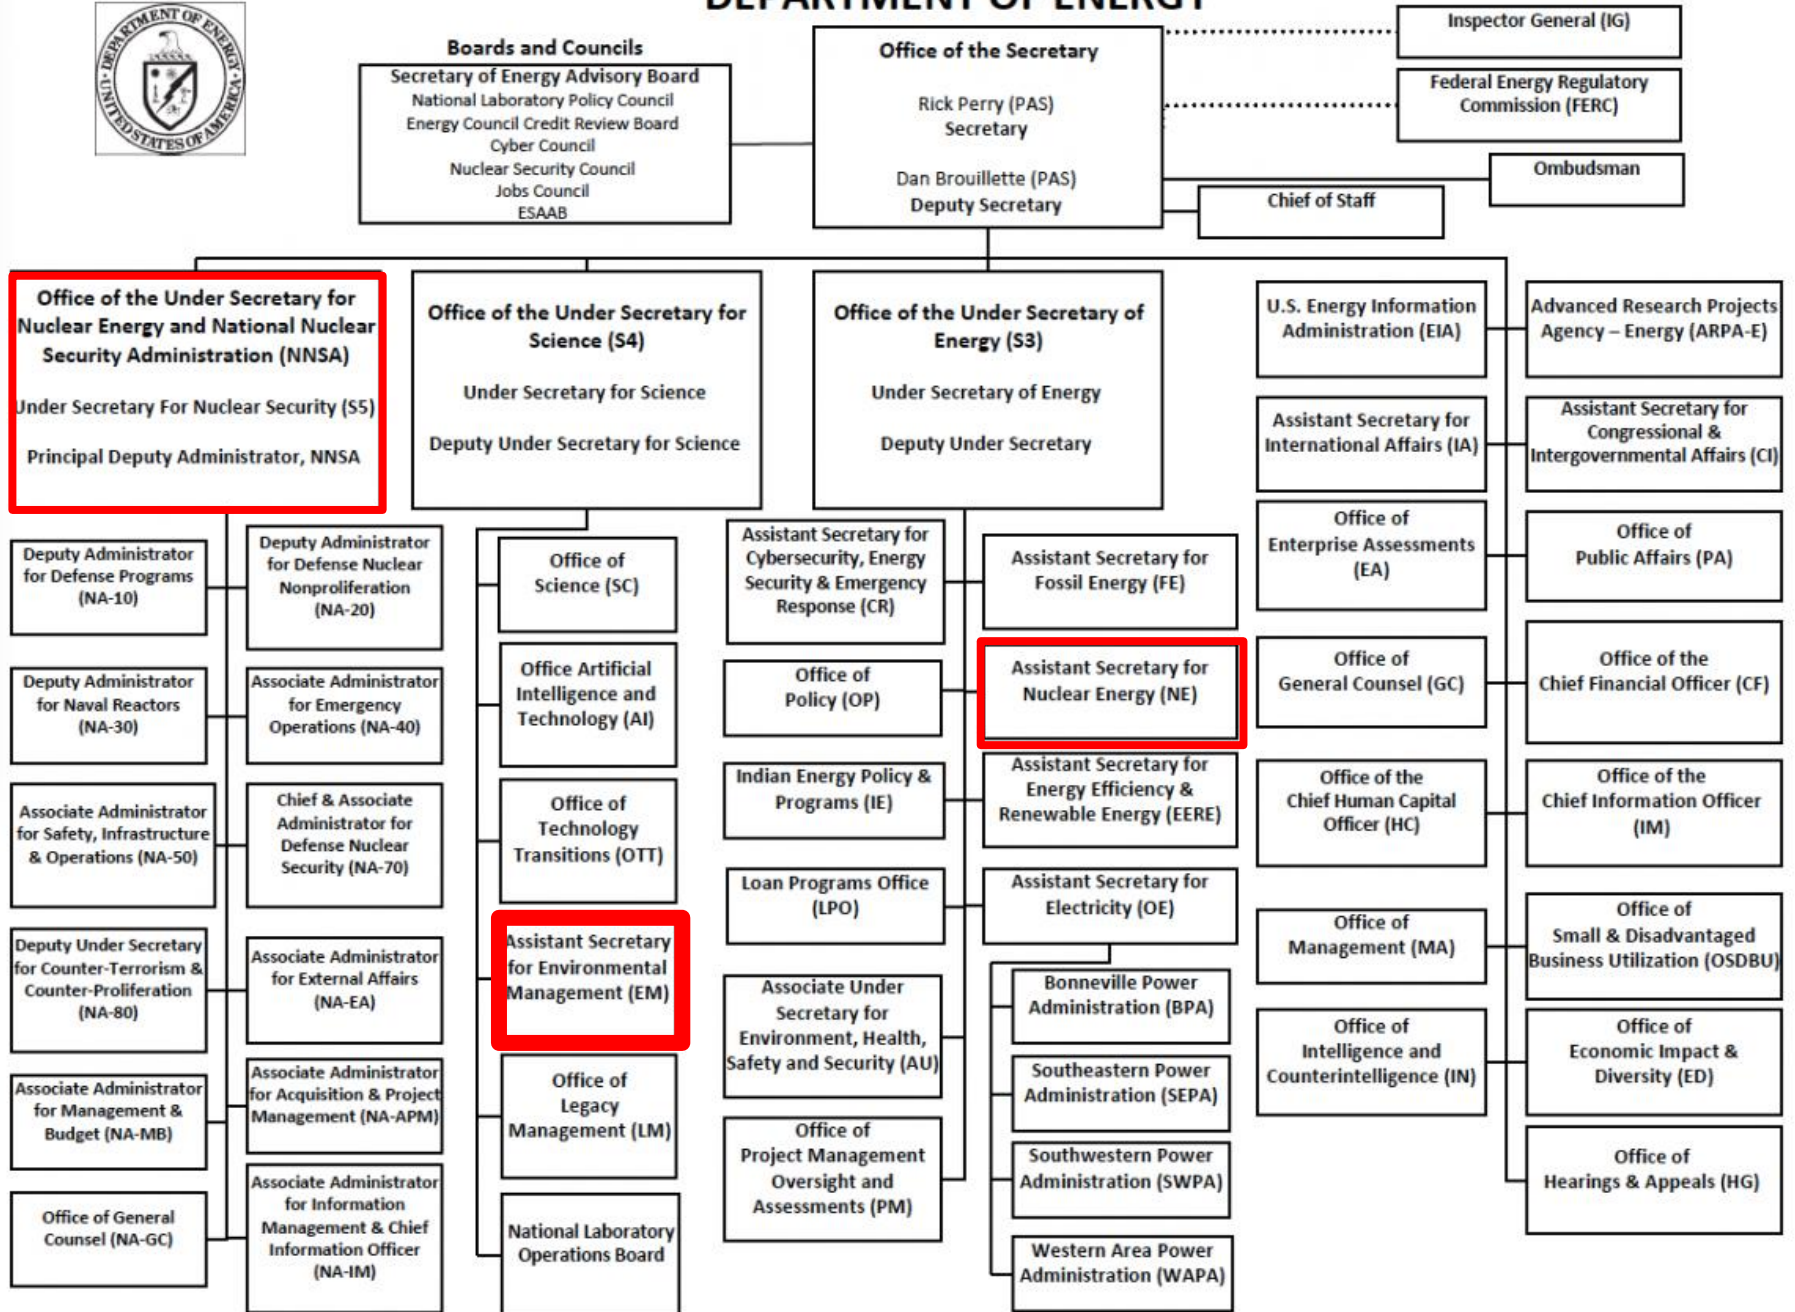 DEPARTMENT OF ENERGY
DEPARTMENT OF ENERGY
UNITED STATES OF AMERICA
Boards and Councils
Secretary of Energy Advisory Board
National Laboratory Policy Council
Energy Council Credit Review Board
Cyber Council
Nuclear Security Council
Jobs Council
ESAAB
Office of the Secretary
Rick Perry (PAS)
Secretary
Dan Brouillette (PAS)
Deputy Secretary
Inspector General (IG)
Federal Energy Regulatory
Commission (FERC)
Ombudsman
Chief of Staff
Office of the Under Secretary for
Nuclear Energy and National Nuclear
Security Administration (NNSA)
Under Secretary For Nuclear Security (S5)
Principal Deputy Administrator, NNSA
Office of the Under Secretary for
Science (S4)
Under Secretary for Science
Deputy Under Secretary for Science
Office of the Under Secretary of
Energy (S3)
Under Secretary of Energy
Deputy Under Secretary
Deputy Administrator
for Defense Programs
(NA-10)
Deputy Administrator
for Defense Nuclear
Nonproliferation
(NA-20)
Deputy Administrator
for Naval Reactors
(NA-30)
Associate Administrator
for Emergency
Operations (NA-40)
Associate Administrator
for Safety, Infrastructure
& Operations (NA-50)
Chief & Associate
Administrator for
Defense Nuclear
Security (NA-70)
Deputy Under Secretary
for Counter-Terrorism &
Counter-Proliferation
(NA-80)
Associate Administrator
for External Affairs
(NA-EA)
Associate Administrator
for Management &
Budget (NA-MB)
Associate Administrator
for Acquisition & Project
Management (NA-APM)
Office of General
Counsel (NA-GC)
Associate Administrator
for Information
Management & Chief
Information Officer
(NA-IM)
Office of
Science (SC)
Office Artificial
Intelligence and
Technology (AI)
Office of
Technology
Transitions (OTT)
Assistant Secretary
for Environmental
Management (EM)
Office of
Legacy
Management (LM)
National Laboratory
Operations Board
Assistant Secretary for
Cybersecurity, Energy
Security & Emergency
Response (CR)
Assistant Secretary for
Fossil Energy (FE)
Office of
Policy (OP)
Assistant Secretary for
Nuclear Energy (NE)
Indian Energy Policy &
Programs (IE)
Assistant Secretary for
Energy Efficiency &
Renewable Energy (EERE)
Loan Programs Office
(LPO)
Assistant Secretary for
Electricity (OE)
Associate Under
Secretary for
Environment, Health,
Safety and Security (AU)
Office of
Project Management
Oversight and
Assessments (PM)
Bonneville Power
Administration (BPA)
Southeastern Power
Administration (SEPA)
Southwestern Power
Administration (SWPA)
Western Area Power
Administration (WAPA)
U.S. Energy Information
Administration (EIA)
Advanced Research Projects
Agency – Energy (ARPA-E)
Assistant Secretary for
International Affairs (IA)
Assistant Secretary for
Congressional &
Intergovernmental Affairs (CI)
Office of
Enterprise Assessments
(EA)
Office of
Public Affairs (PA)
Office of
General Counsel (GC)
Office of the
Chief Financial Officer (CF)
Office of the
Chief Human Capital
Officer (HC)
Office of the
Chief Information Officer
(IM)
Office of
Management (MA)
Office of
Small & Disadvantaged
Business Utilization (OSDBU)
Office of
Intelligence and
Counterintelligence (IN)
Office of
Economic Impact &
Diversity (ED)
Office of
Hearings & Appeals (HG)